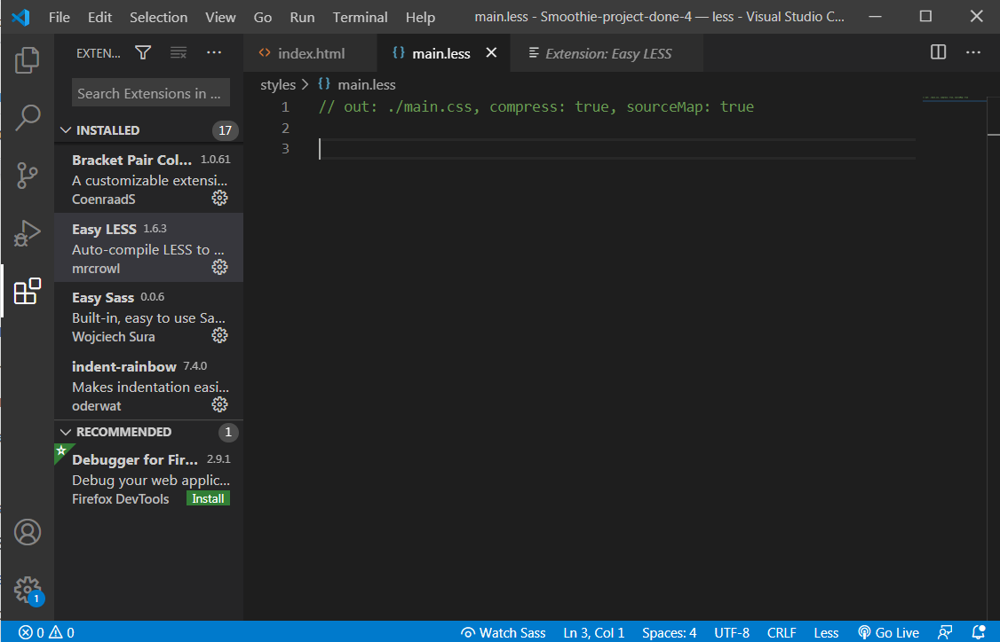 File Edit Selection View Go Run Terminal Help main.less - Smoothie-project-done-4 — less - Visual Studio C...
EXTEN...
index.html main.less Extension: Easy LESS
Search Extensions in ...
styles > main.less
INSTALLED 17
1 // out: ./main.css, compress: true, sourceMap: true
2
3
Bracket Pair Col... 1.0.61
A customizable extensi...
CoenraadS
Easy LESS 1.6.3
Auto-compile LESS to ...
mrcrowl
Easy Sass 0.0.6
Built-in, easy to use Sa...
Wojciech Sura
indent-rainbow 7.4.0
Makes indentation easi...
oderwat
RECOMMENDED 1
Debugger for Fir... 2.9.1
Debug your web applic...
Firefox DevTools Install
1
0 0 Watch Sass Ln 3, Col 1 Spaces: 4 UTF-8 CRLF Less Go Live